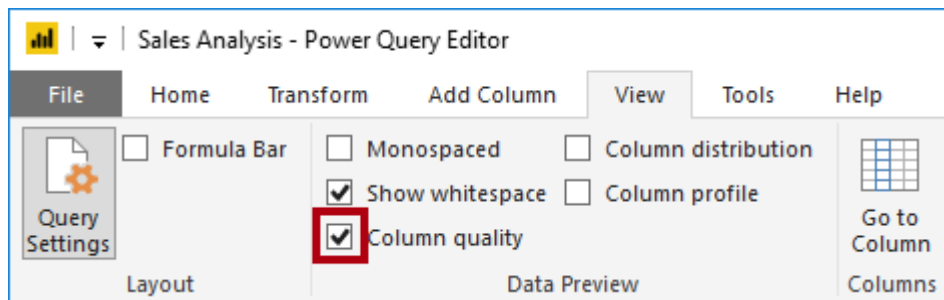 Sales Analysis - Power Query Editor
File Home Transform Add Column View Tools Help
Formula Bar Monospaced Column distribution
Show whitespace Column profile
Query Settings Column quality Go to Column
Layout Data Preview Columns